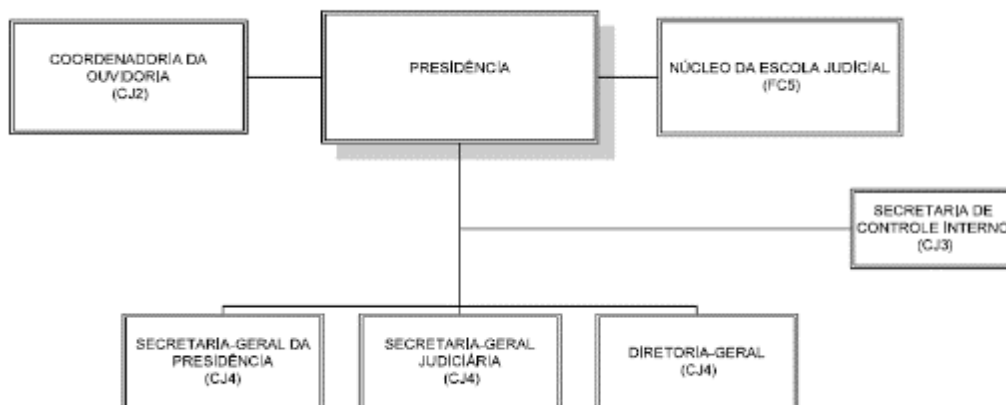 COORDENADORIA DA
OUVIDORIA
(CJ2)
PRESIDÊNCIA
NÚCLEO DA ESCOLA JUDICIAL
(FC5)
SECRETARIA DE
CONTROLE INTERNO
(CJ3)
SECRETARIA-GERAL DA
PRESIDÊNCIA
(CJ4)
SECRETARIA-GERAL
JUDICIÁRIA
(CJ4)
DIRETORIA-GERAL
(CJ4)